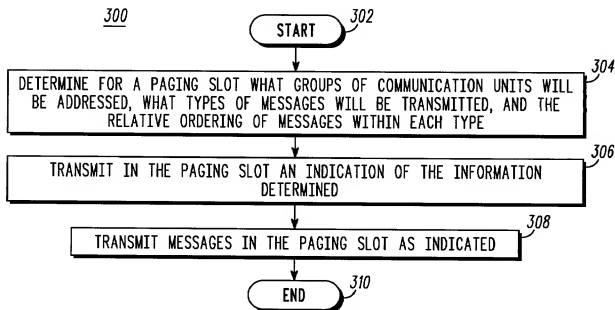 300
START
302
304
DETERMINE FOR A PAGING SLOT WHAT GROUPS OF COMMUNICATION UNITS WILL
BE ADDRESSED, WHAT TYPES OF MESSAGES WILL BE TRANSMITTED, AND THE
RELATIVE ORDERING OF MESSAGES WITHIN EACH TYPE
306
TRANSMIT IN THE PAGING SLOT AN INDICATION OF THE INFORMATION
DETERMINED
308
TRANSMIT MESSAGES IN THE PAGING SLOT AS INDICATED
END
310